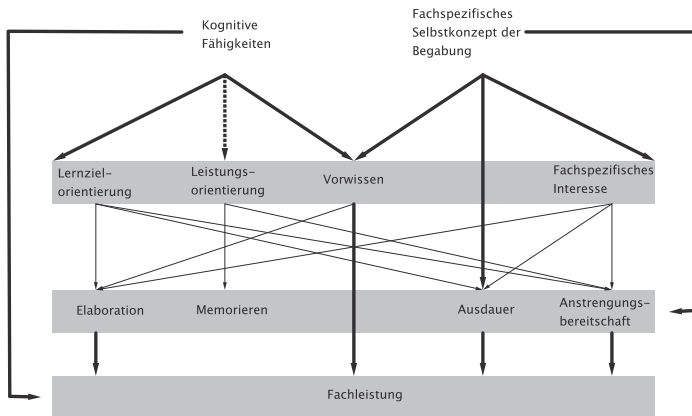 Kognitive
Fähigkeiten
Fachspezifisches
Selbstkonzept der
Begabung
Lernziel-
orientierung
Leistungs-
orientierung
Vorwissen
Fachspezifisches
Interesse
Elaboration
Memorieren
Ausdauer
Anstrengungs-
bereitschaft
Fachleistung